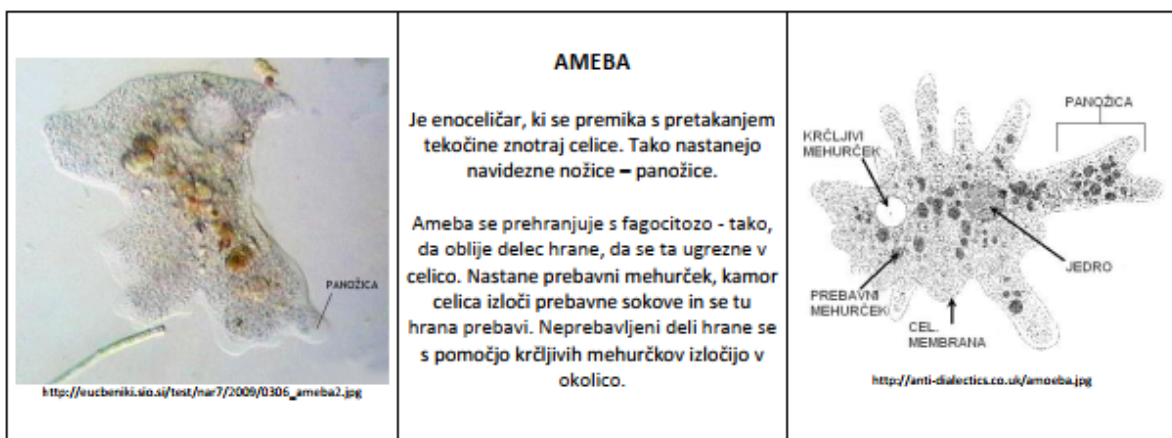 PANOŽICA
http://eucbeniki.sio.si/test/nar7/2009/0306_ameba2.jpg
AMEBA
Je enoceličar, ki se premika s pretakanjem
tekočine znotraj celice. Tako nastanejo
navidezne nožice – panožice.
Ameba se prehranjuje s fagocitozo - tako,
da oblije delec hrane, da se ta ugrezne v
celico. Nastane prebavni mehurček, kamor
celica izloči prebavne sokove in se tu
hrana prebavi. Neprebavljeni deli hrane se
s pomočjo krčljivih mehurčkov izločijo v
okolico.
PANOŽICA
KRČLJIVI
MEHURČEK
JEDRO
PREBAVNI
MEHURČEK
CEL.
MEMBRANA
http://anti-dialectics.co.uk/amoeba.jpg